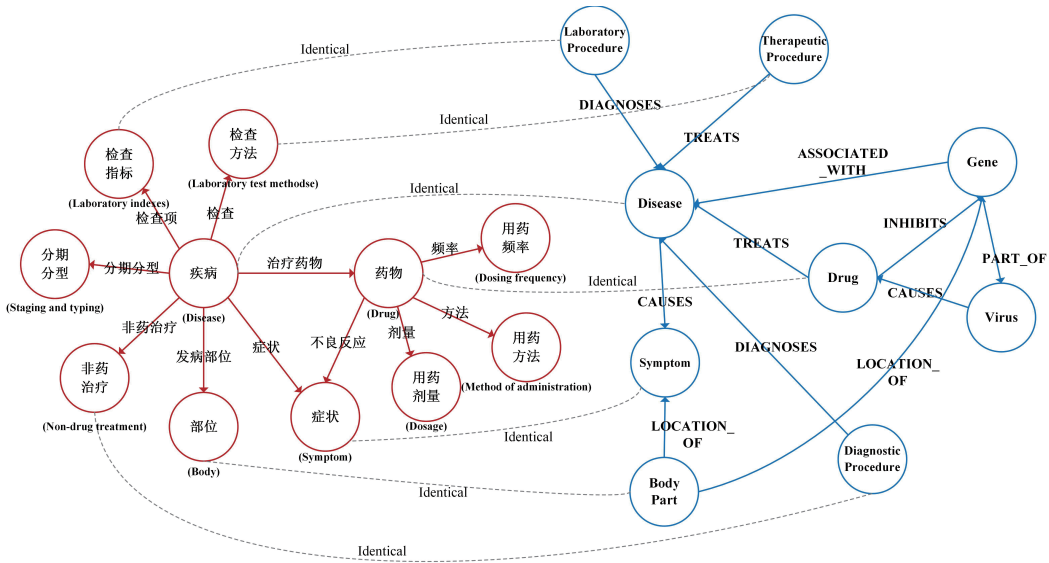 Laboratory
Procedure
Therapeutic
Procedure
Identical
DIAGNOSES
TREATS
Identical
检查
指标
(Laboratory indexes)
检查
方法
(Laboratory test methodse)
ASSOCIATED
_WITH
Gene
检查项
检查
Identical
Disease
INHIBITS
分期
分型
(Staging and typing)
分期分型
疾病
(Disease)
治疗药物
药物
(Drug)
频率
用药
频率
(Dosing frequency)
Identical
TREATS
Drug
PART_OF
CAUSES
Virus
非药治疗
发病部位
症状
不良反应
剂量
方法
用药
方法
(Method of administration)
CAUSES
DIAGNOSES
LOCATION_
OF
非药
治疗
(Non-drug treatment)
部位
(Body)
症状
(Symptom)
用药
剂量
(Dosage)
Symptom
Identical
LOCATION_
OF
Diagnostic
Procedure
Body
Part
Identical
Identical